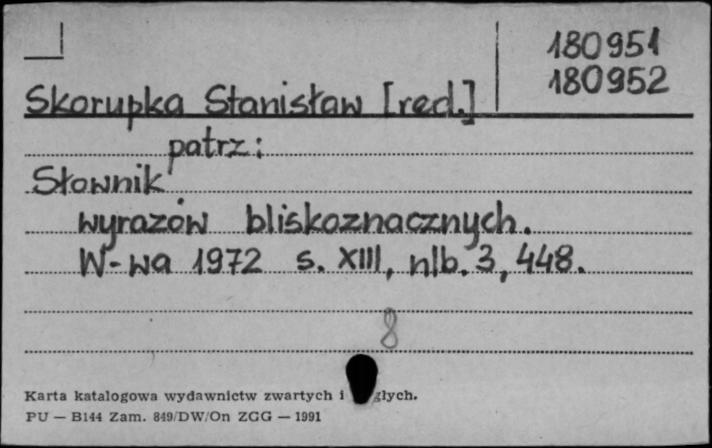 180951
180952
Skorupka Stanisław [red.]
patrz:
Słownik
wyrazów bliskoznacznych.
W-wa 1972 s. XIII, nlb. 3, 448.
8
Karta katalogowa wydawnictw zwartych i
PU — B144 Zam. 849/DW/On ZGG — 1991